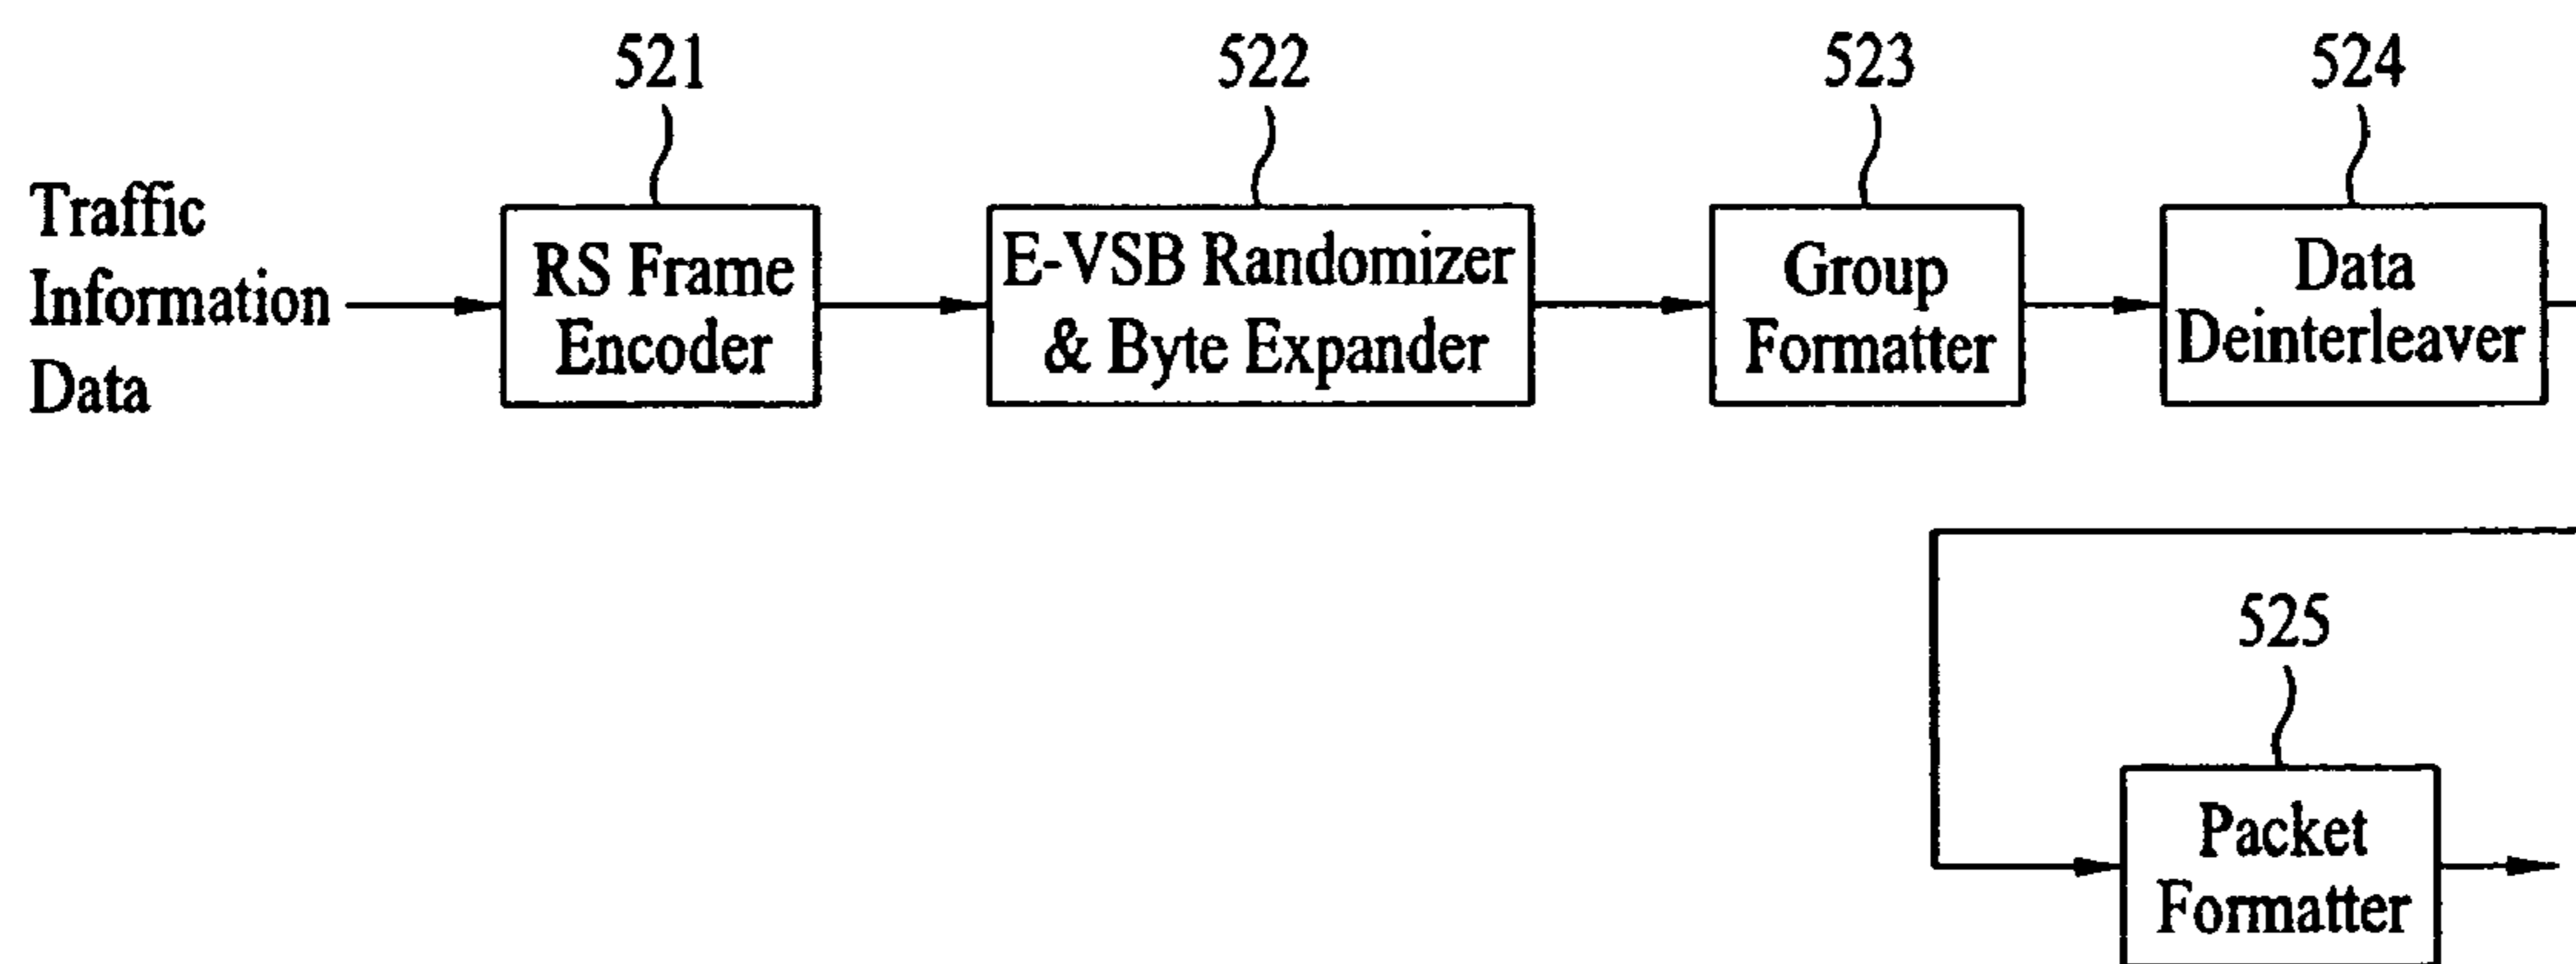 521
522
523
524
Traffic
Information
Data
RS Frame
Encoder
E-VSB Randomizer
& Byte Expander
Group
Formatter
Data
Deinterleaver
525
Packet
Formatter